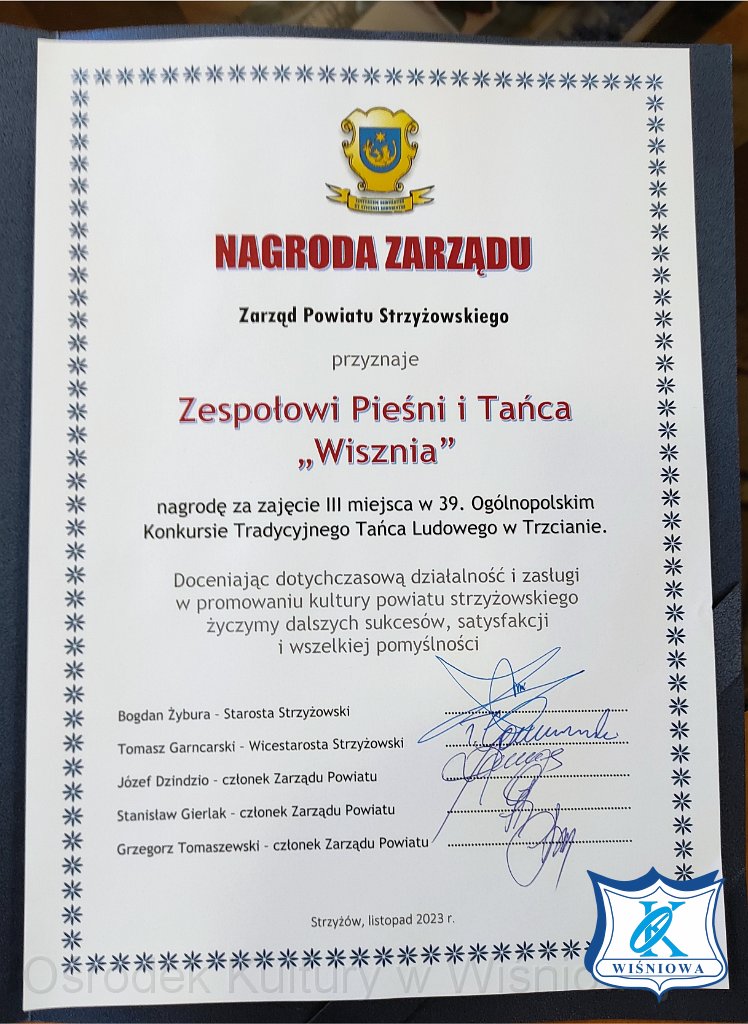 NAGRODA ZARZĄDU
Zarząd Powiatu Strzyżowskiego
przyznaje
Zespołowi Pieśni i Tańca
„Wisznia”
nagrodę za zajęcie III miejsca w 39. Ogólnopolskim
Konkursie Tradycyjnego Tańca Ludowego w Trzcianie.
Doceniając dotychczasową działalność i zasługi
w promowaniu kultury powiatu strzyżowskiego
życzymy dalszych sukcesów, satysfakcji
i wszelkiej pomyślności
Bogdan Żybura - Starosta Strzyżowski
Tomasz Garncarski - Wicestarosta Strzyżowski
Józef Dzindzio - członek Zarządu Powiatu
Stanisław Gierlak - członek Zarządu Powiatu
Grzegorz Tomaszewski - członek Zarządu Powiatu
Strzyżów, listopad 2023 r.
Ośrodek Kultury w
WIŚNIOWA